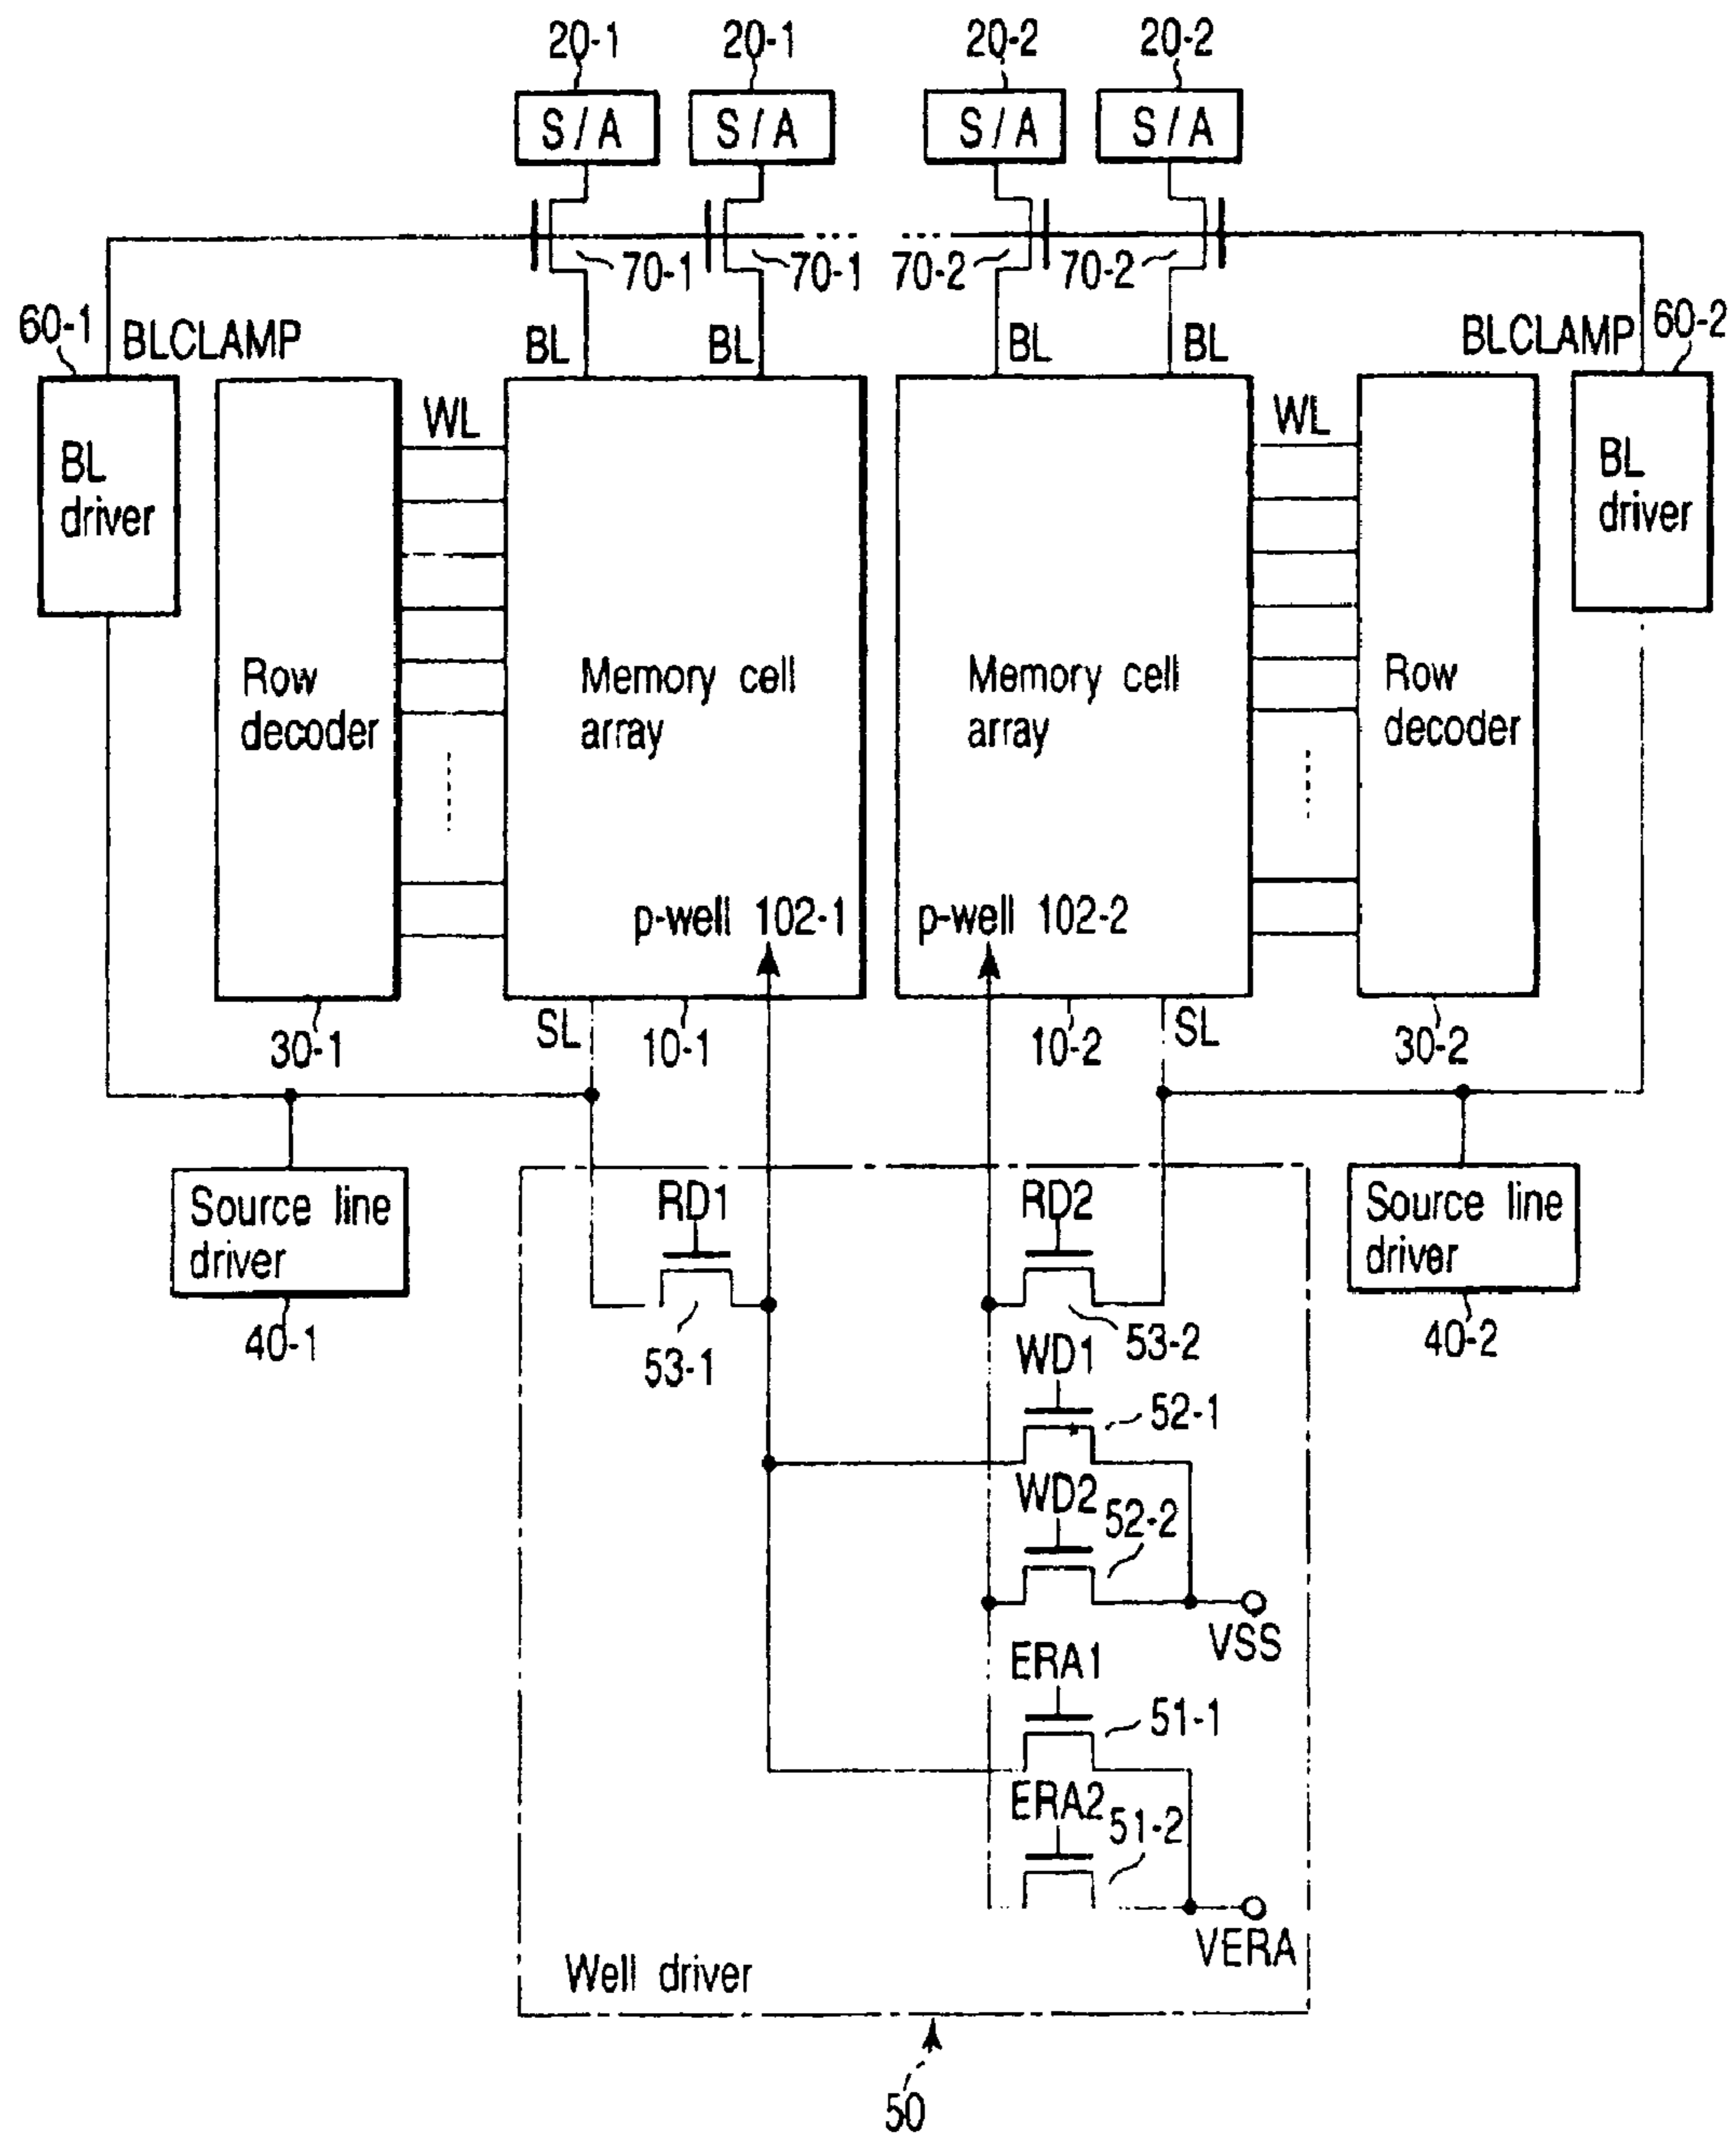 20-1 20-1 20-2 20-2
S/A S/A S/A S/A
70-1 70-1 70-2 70-2
60-1 BLCLAMP BL BL BL BL BLCLAMP 60-2
WL WL
BL
driver
BL
driver
Row
decoder
Memory cell
array
Memory cell
array
Row
decoder
p-well 102-1 p-well 102-2
30-1 SL 10-1 10-2 SL 30-2
Source line
driver
RD1 RD2
Source line
driver
40-1 53-1 53-2 40-2
WD1
52-1
WD2
52-2
VSS
ERA1
51-1
ERA2
51-2
VERA
Well driver
50